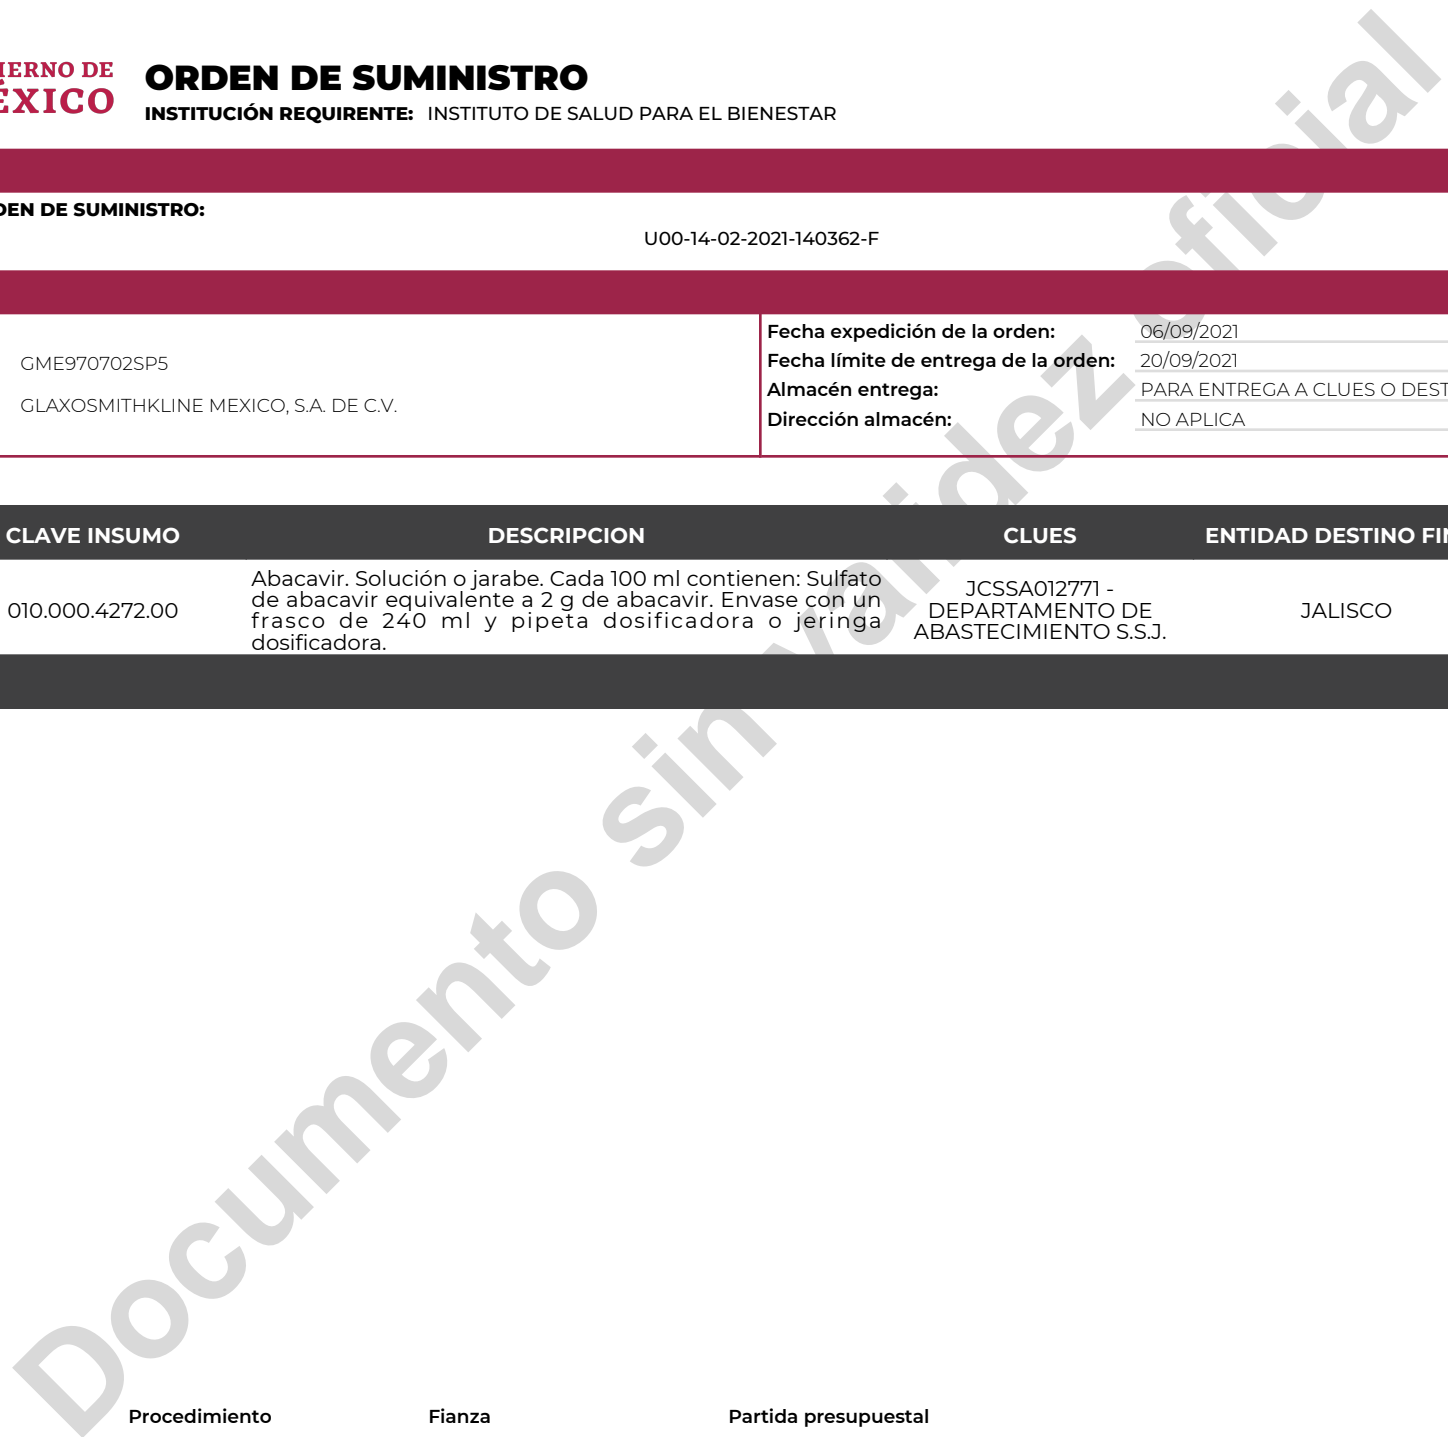 IERNO DE
ÉXICO
ORDEN DE SUMINISTRO
INSTITUCIÓN REQUIRENTE: INSTITUTO DE SALUD PARA EL BIENESTAR
DEN DE SUMINISTRO:
U00-14-02-2021-140362-F
GME970702SP5
GLAXOSMITHKLINE MEXICO, S.A. DE C.V.
Fecha expedición de la orden: 06/09/2021
Fecha límite de entrega de la orden: 20/09/2021
Almacén entrega: PARA ENTREGA A CLUES O DEST
Dirección almacén: NO APLICA
CLAVE INSUMO DESCRIPCION CLUES ENTIDAD DESTINO FIN
010.000.4272.00
Abacavir. Solución o jarabe. Cada 100 ml contienen: Sulfato
de abacavir equivalente a 2 g de abacavir. Envase con un
frasco de 240 ml y pipeta dosificadora o jeringa
dosificadora.
JCSSA012771 -
DEPARTAMENTO DE
ABASTECIMIENTO S.S.J.
JALISCO
Documento sin validez oficial
Procedimiento Fianza Partida presupuestal